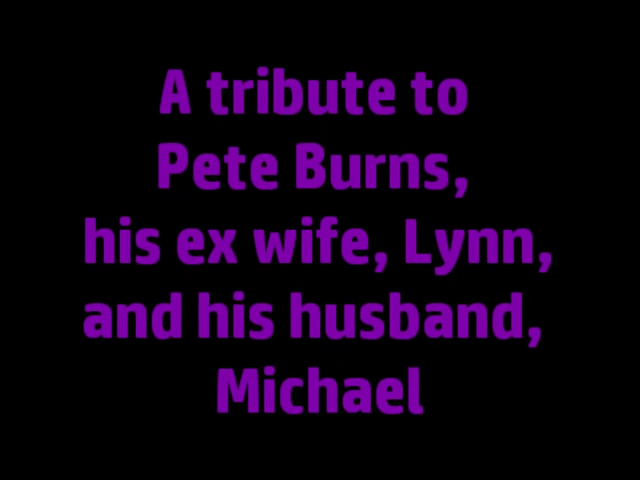 A tribute to
Pete Burns,
his ex wife, Lynn,
and his husband,
Michael